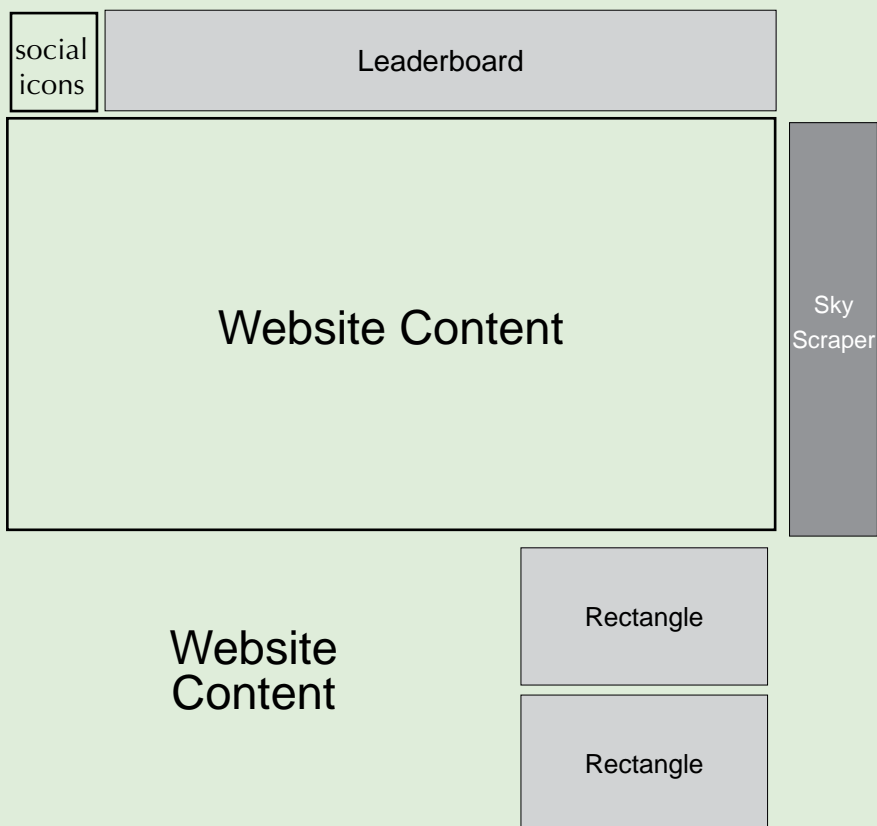 social
icons
Leaderboard
Website Content
Sky
Scraper
Website
Content
Rectangle
Rectangle